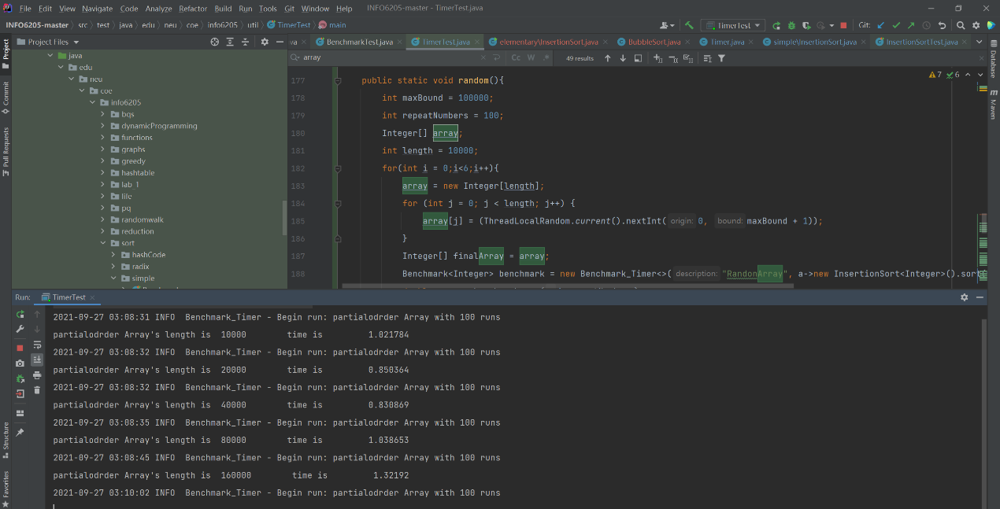 File Edit View Navigate Code Analyze Refactor Build Run Tools Git Window Help INFO6205-master - TimerTest.java
INFO6205-master src test java edu neu coe info6205 util TimerTest main
TimerTest Git:
Project Files
java BenchmarkTest.java TimerTest.java elementary\InsertionSort.java BubbleSort.java Timer.java simple\InsertionSort.java InsertionSortTest.java
array Cc W .* 49 results
Project
Commit
Pull Requests
Structure
Favorites
Database
Maven
java
edu
neu
coe
info6205
bqs
dynamicProgramming
functions
graphs
greedy
hashtable
lab_1
life
pq
randomwalk
reduction
sort
hashCode
radix
simple
7 6
177 public static void random(){
178 int maxBound = 100000;
179 int repeatNumbers = 100;
180 Integer[] array;
181 int length = 10000;
182 for(int i = 0;i<6;i++){
183 array = new Integer[length];
184 for (int j = 0; j < length; j++) {
185 array[j] = (ThreadLocalRandom.current().nextInt( origin: 0, bound: maxBound + 1));
186 }
187 Integer[] finalArray = array;
188 Benchmark<Integer> benchmark = new Benchmark_Timer<>( description: "RandonArray", a->new InsertionSort<Integer>().sort(
Run: TimerTest
2021-09-27 03:08:31 INFO Benchmark_Timer - Begin run: partialodrder Array with 100 runs
partialodrder Array's length is 10000 time is 1.021784
2021-09-27 03:08:32 INFO Benchmark_Timer - Begin run: partialodrder Array with 100 runs
partialodrder Array's length is 20000 time is 0.850364
2021-09-27 03:08:32 INFO Benchmark_Timer - Begin run: partialodrder Array with 100 runs
partialodrder Array's length is 40000 time is 0.830869
2021-09-27 03:08:35 INFO Benchmark_Timer - Begin run: partialodrder Array with 100 runs
partialodrder Array's length is 80000 time is 1.038653
2021-09-27 03:08:45 INFO Benchmark_Timer - Begin run: partialodrder Array with 100 runs
partialodrder Array's length is 160000 time is 1.32192
2021-09-27 03:10:02 INFO Benchmark_Timer - Begin run: partialodrder Array with 100 runs